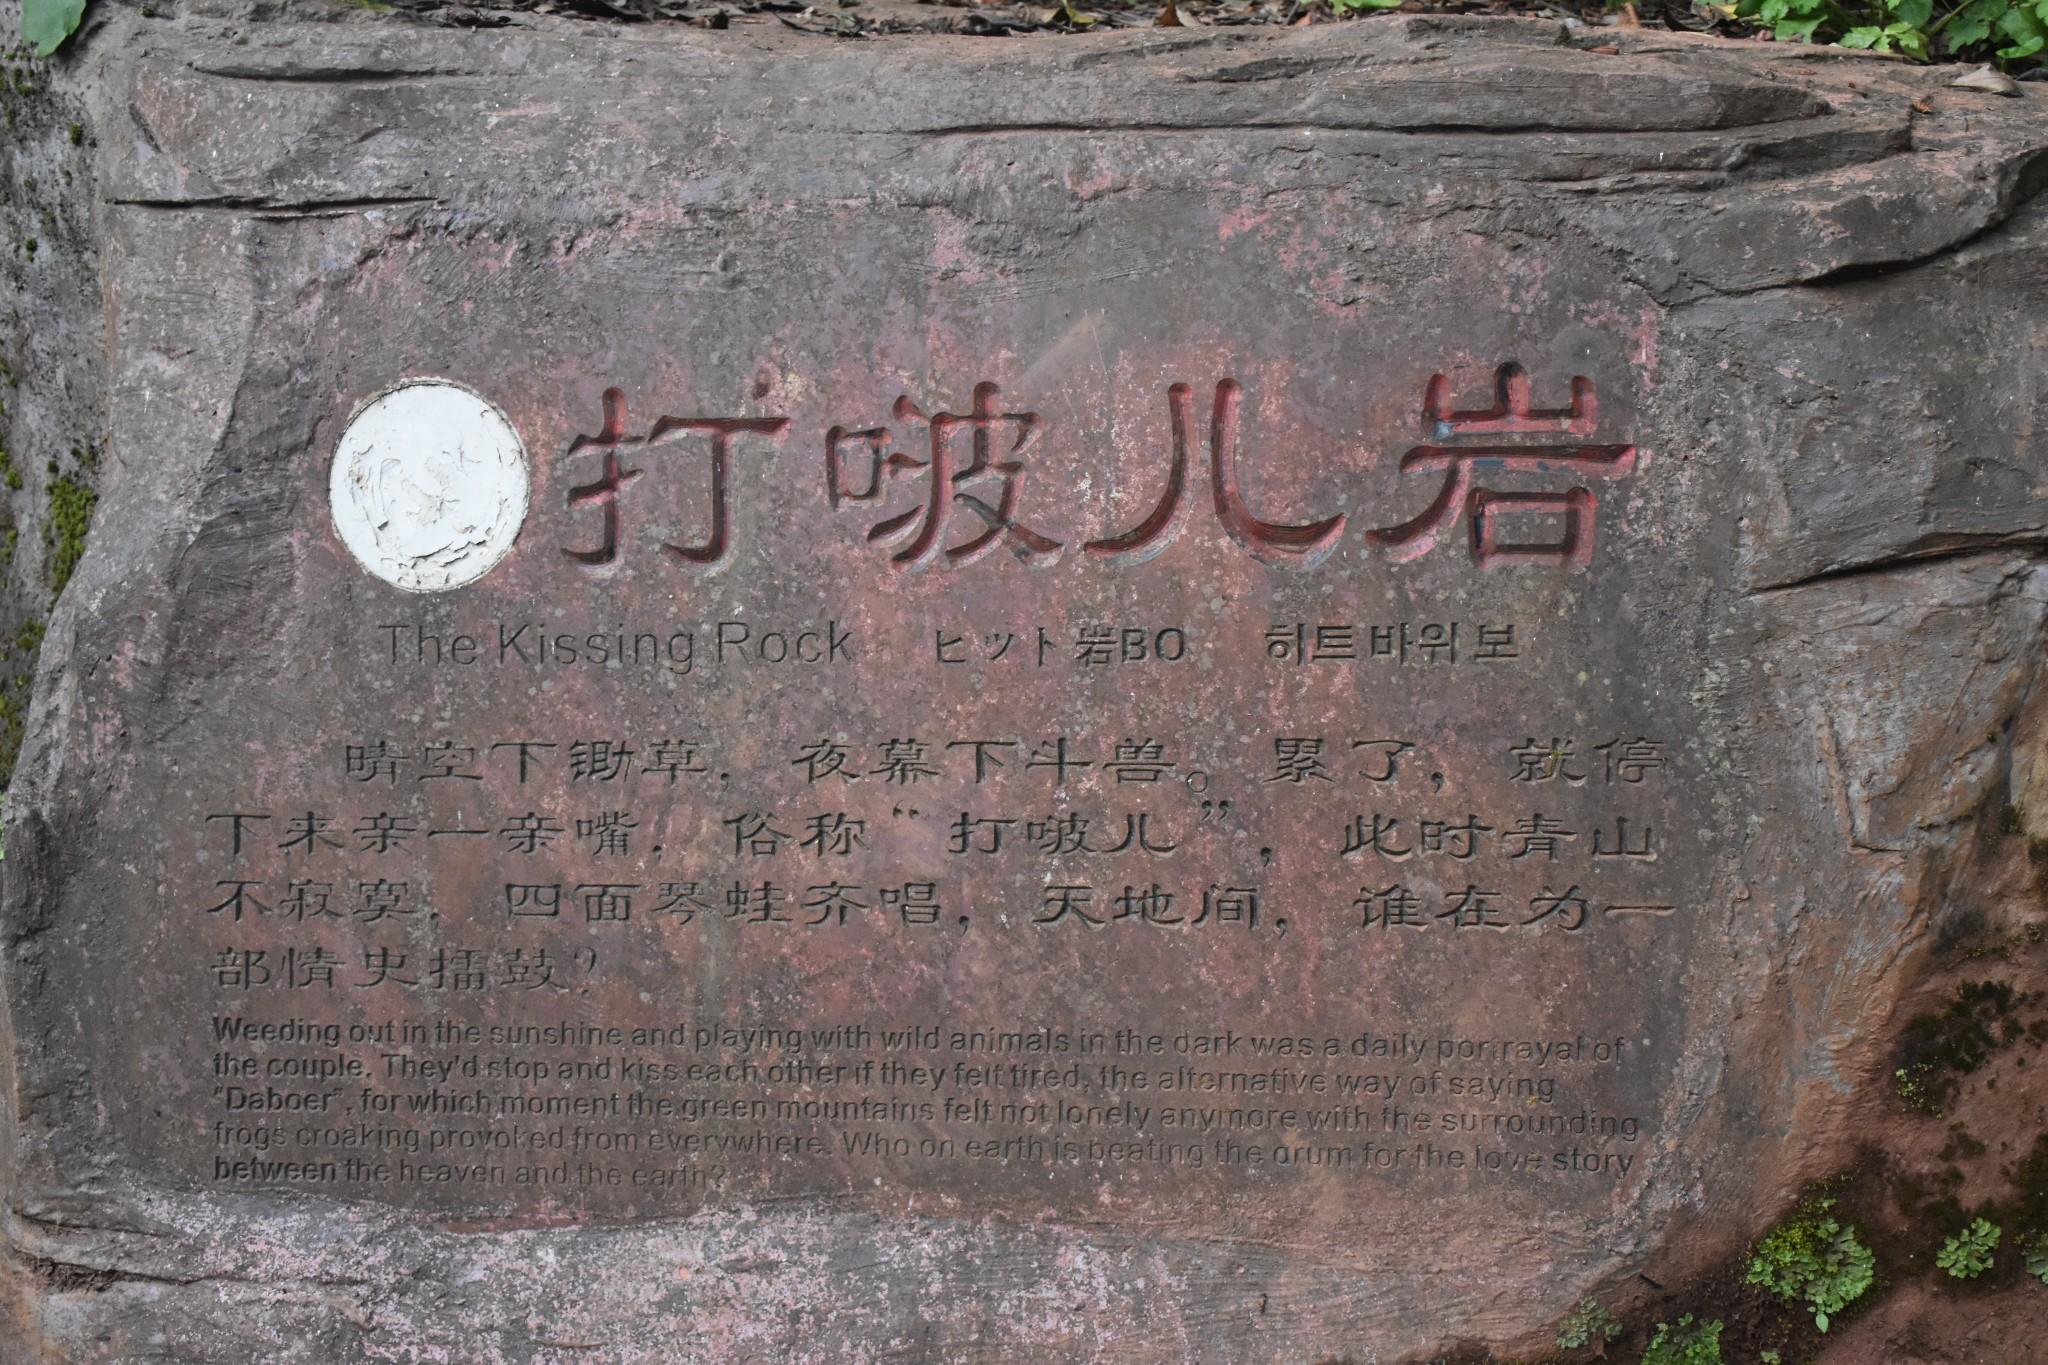 打啵儿岩
The Kissing Rock ヒット岩BO 히트바위보
晴空下锄草，夜幕下斗兽。累了，就停
下来亲一亲嘴，俗称“打啵儿”，此时青山
不寂寞，四面琴蛙齐唱，天地间，谁在为一
部情史擂鼓？
Weeding out in the sunshine and playing with wild animals in the dark was a daily portrayal of
the couple. They'd stop and kiss each other if they felt tired, the alternative way of saying
"Daboer", for which moment the green mountains felt not lonely anymore with the surrounding
frogs croaking provoked from everywhere. Who on earth is beating the drum for the love story
between the heaven and the earth?